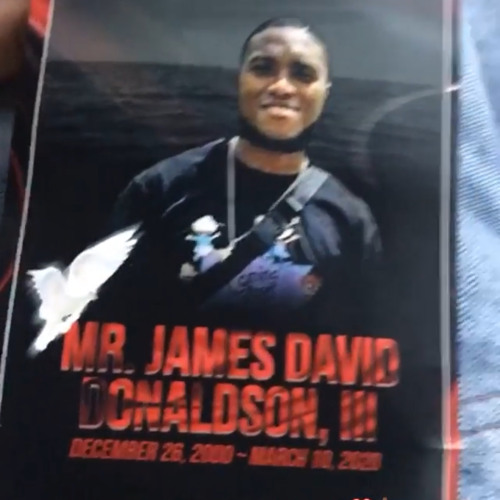 MR. JAMES DAVID
DONALDSON, III
DECEMBER 26, 2000 ~ MARCH 10, 2020